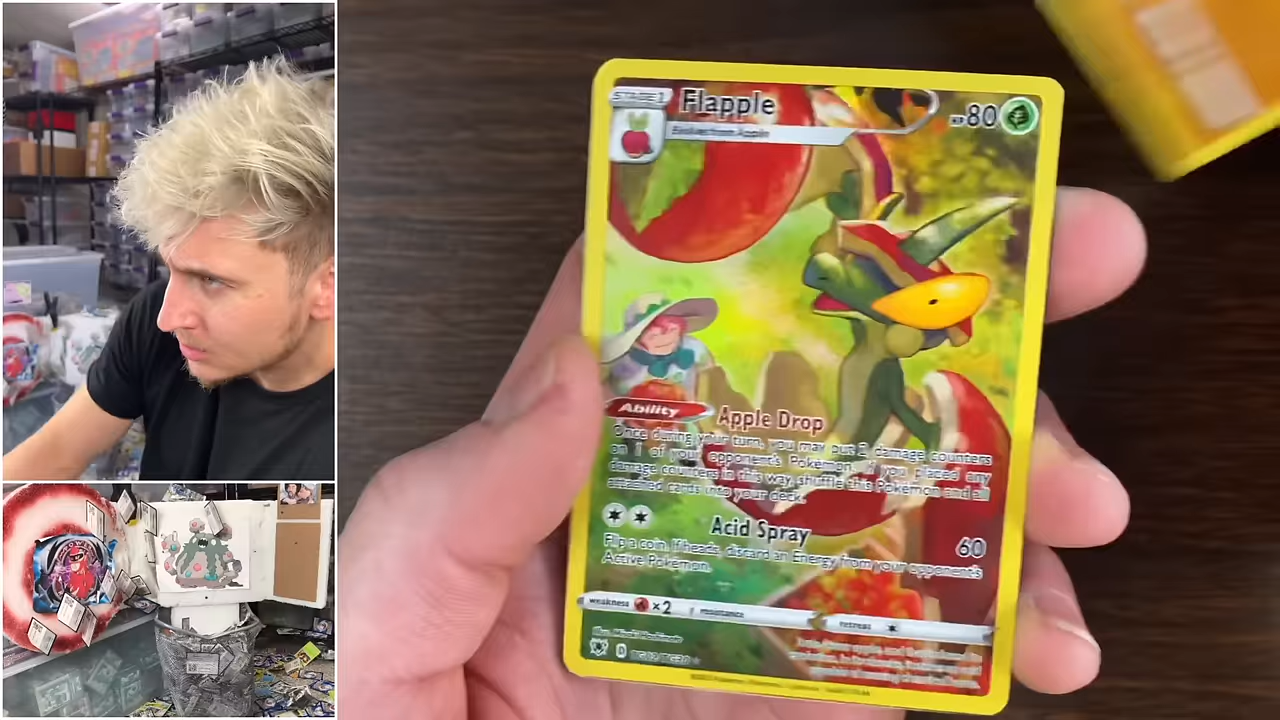 STAGE 1
Flapple
HP 80
Ability
Apple Drop
Once during your turn, you may put 2 damage counters
on 1 of your opponent's Pokémon. If you placed any
damage counters in this way, shuffle this Pokémon and all
attached cards into your deck.
Acid Spray
60
Flip a coin. If heads, discard an Energy from your opponent's
Active Pokémon.
weakness
×2
resistance
retreat